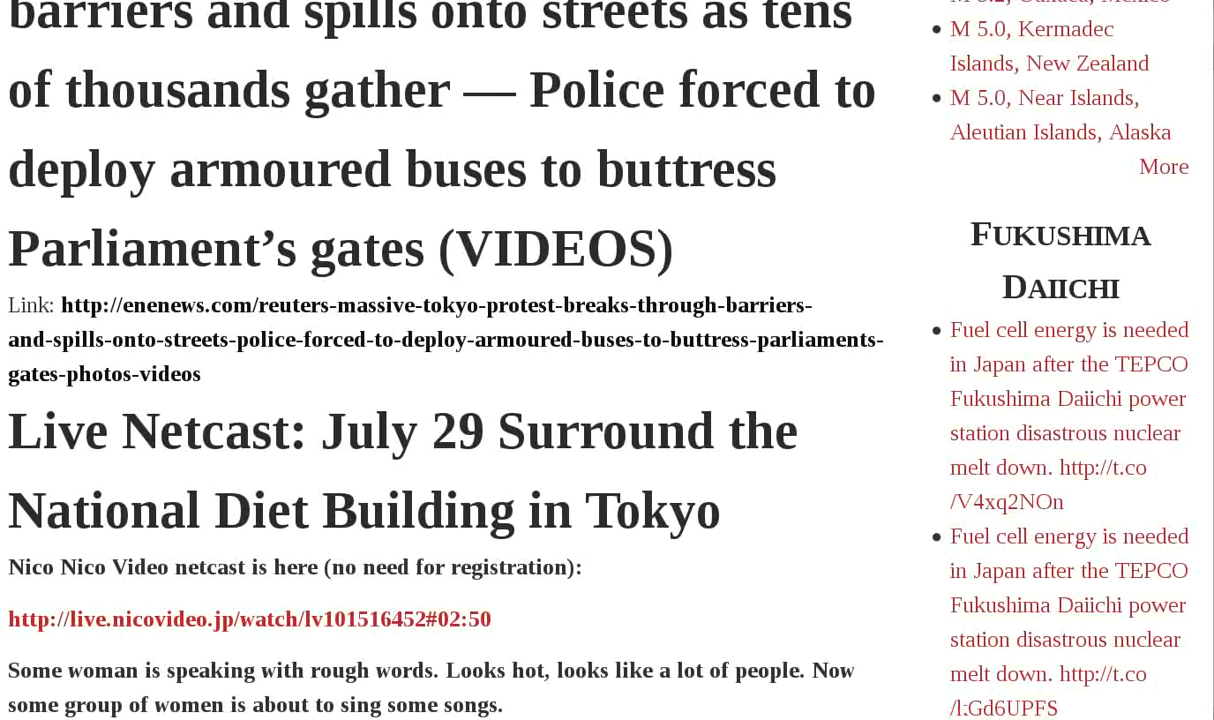 barriers and spills onto streets as tens
of thousands gather — Police forced to
deploy armoured buses to buttress
Parliament’s gates (VIDEOS)
Link: http://enenews.com/reuters-massive-tokyo-protest-breaks-through-barriers-
and-spills-onto-streets-police-forced-to-deploy-armoured-buses-to-buttress-parliaments-
gates-photos-videos
Live Netcast: July 29 Surround the
National Diet Building in Tokyo
Nico Nico Video netcast is here (no need for registration):
http://live.nicovideo.jp/watch/lv101516452#02:50
Some woman is speaking with rough words. Looks hot, looks like a lot of people. Now
some group of women is about to sing some songs.
M 5.2, Oaxaca, Mexico
• M 5.0, Kermadec
Islands, New Zealand
• M 5.0, Near Islands,
Aleutian Islands, Alaska
More
FUKUSHIMA
DAIICHI
• Fuel cell energy is needed
in Japan after the TEPCO
Fukushima Daiichi power
station disastrous nuclear
melt down. http://t.co
/V4xq2NOn
• Fuel cell energy is needed
in Japan after the TEPCO
Fukushima Daiichi power
station disastrous nuclear
melt down. http://t.co